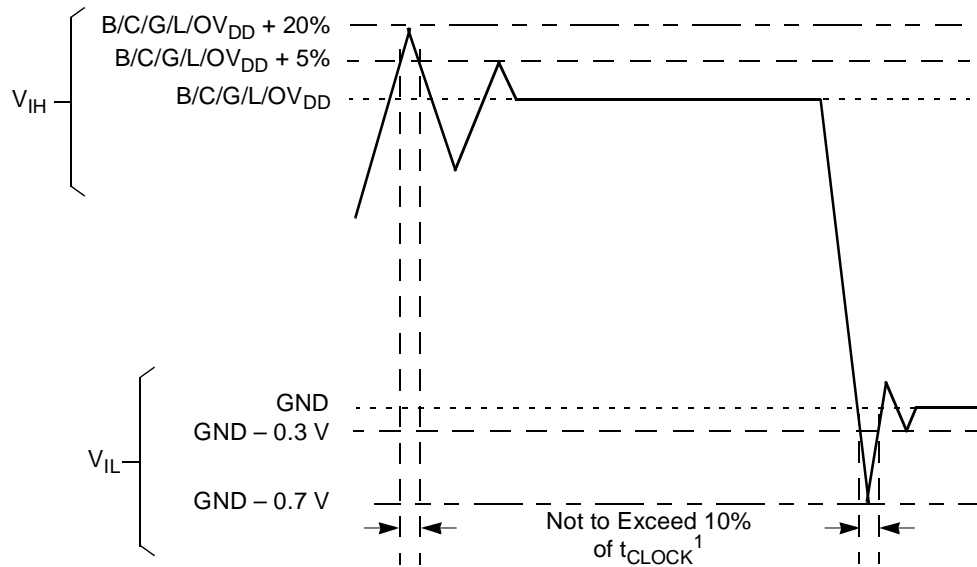 B/C/G/L/OVDD + 20%
B/C/G/L/OVDD + 5%
B/C/G/L/OVDD
VIH
GND
GND – 0.3 V
VIL
GND – 0.7 V
Not to Exceed 10%
of tCLOCK1